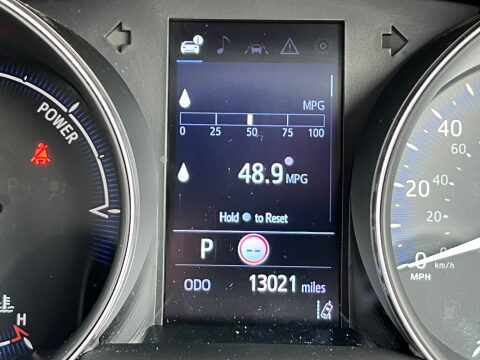 i
MPG
0 25 50 75 100
48.9 MPG
Hold to Reset
P --
ODO 13021 miles
POWER
H
40
60
20
20
0
0
km/h
MPH